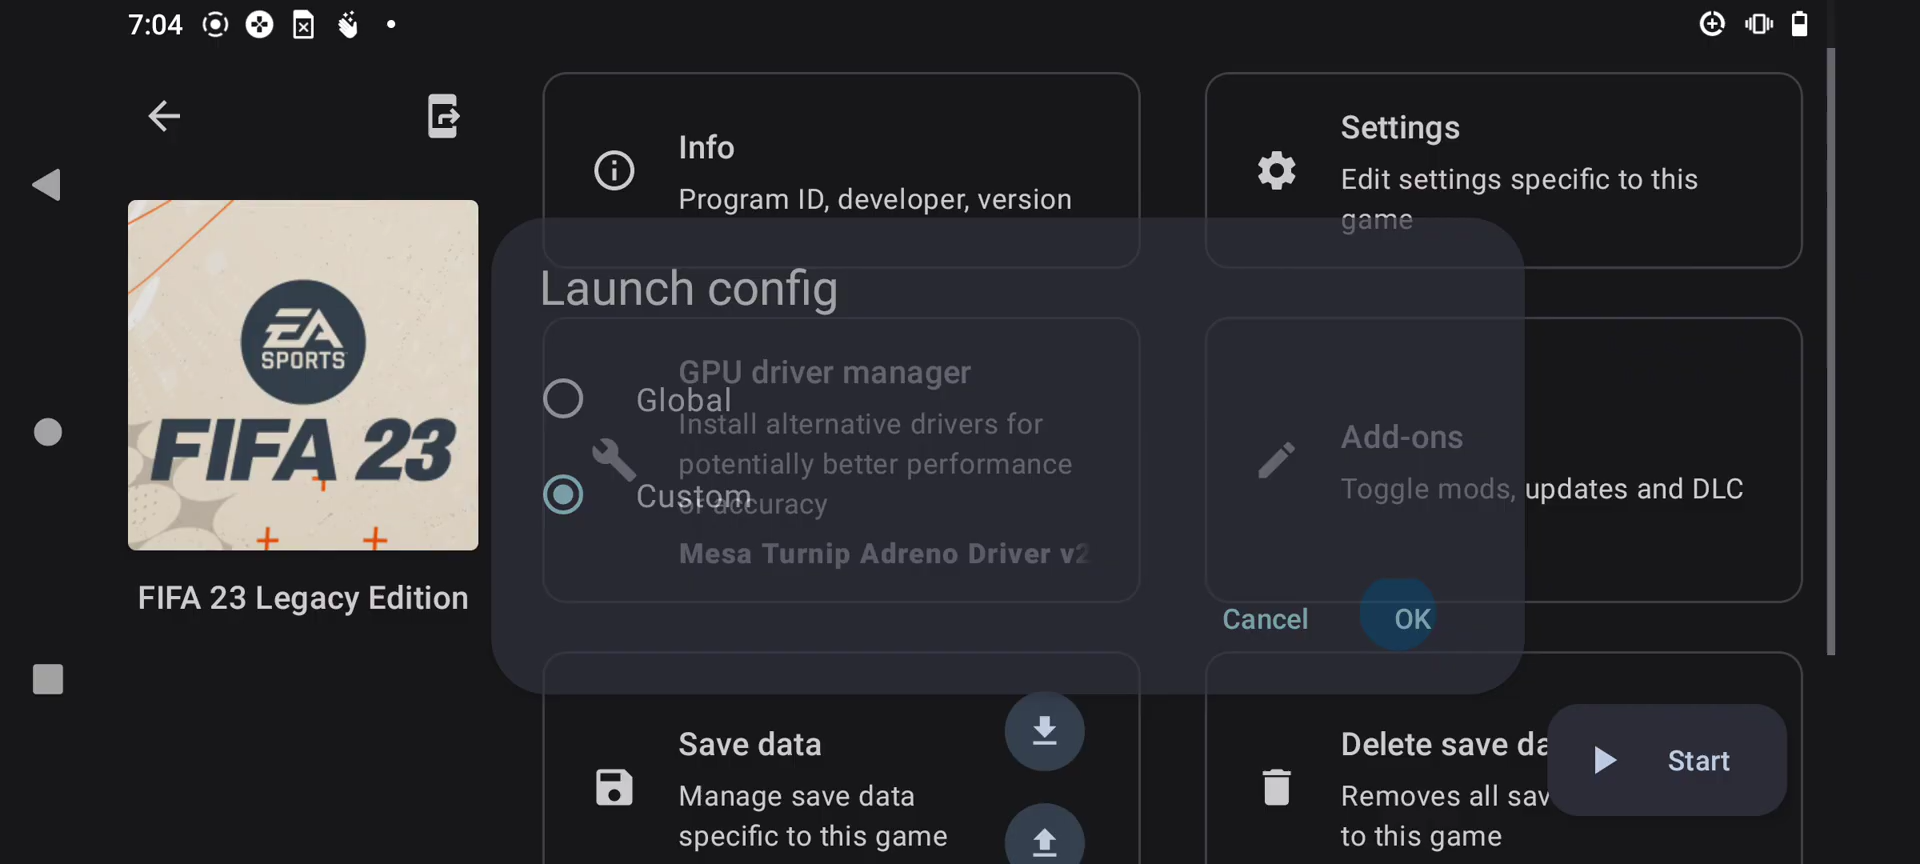 7:04
Info
Program ID, developer, version
Settings
Edit settings specific to this
game
EA
SPORTS
FIFA 23
FIFA 23 Legacy Edition
Launch config
Global
Custom
Cancel
OK
GPU driver manager
Install alternative drivers for
potentially better performance
or accuracy
Mesa Turnip Adreno Driver v2
Add-ons
Toggle mods, updates and DLC
Save data
Manage save data
specific to this game
Delete save da
Removes all sav
to this game
Start